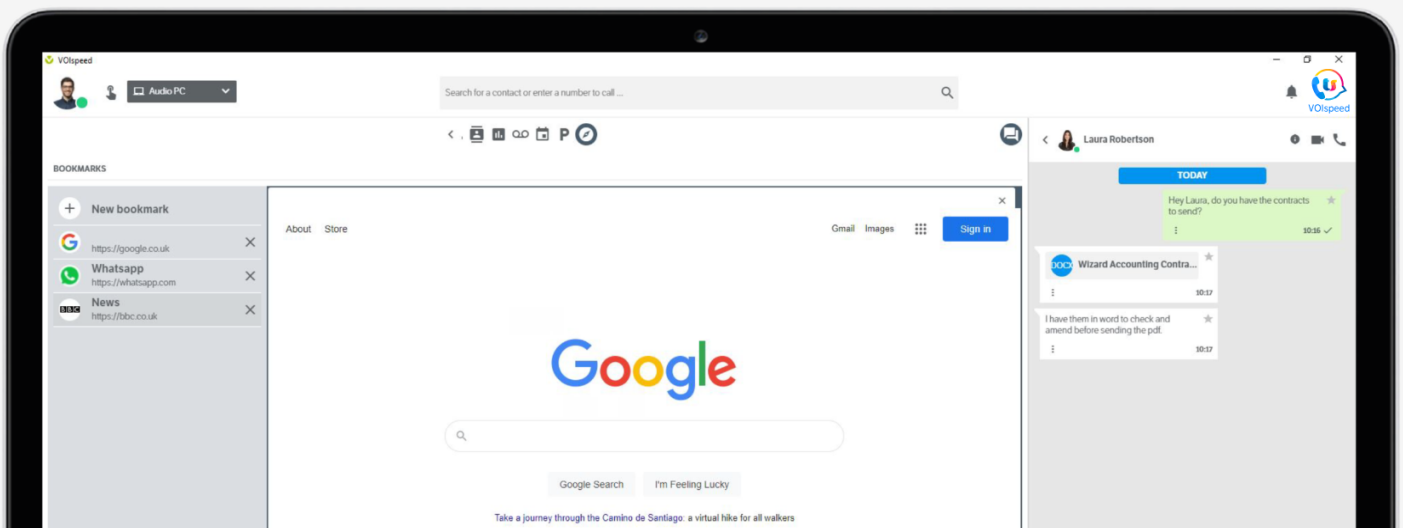 VOIspeed
Audio PC
Search for a contact or enter a number to call ...
VOIspeed
P
BOOKMARKS
New bookmark
https://google.co.uk
Whatsapp
https://whatsapp.com
BBC
News
https://bbc.co.uk
About Store
Gmail Images
Sign in
Google
Google Search
I'm Feeling Lucky
Take a journey through the Camino de Santiago: a virtual hike for all walkers
Laura Robertson
TODAY
Hey Laura, do you have the contracts
to send?
10:16
DOCX
Wizard Accounting Contra...
10:17
I have them in word to check and
amend before sending the pdf.
10:17